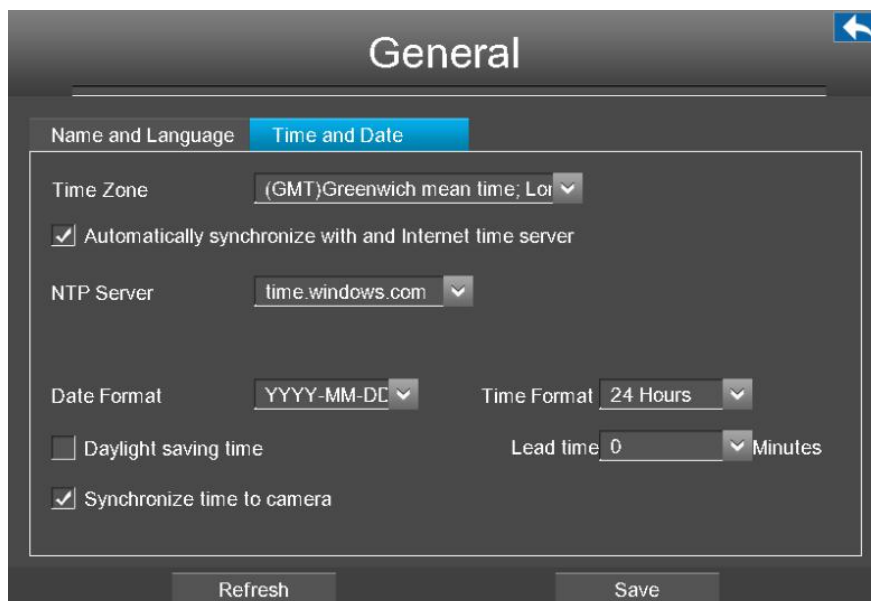 General
Name and Language Time and Date
Time Zone (GMT)Greenwich mean time; Lor
Automatically synchronize with and Internet time server
NTP Server time.windows.com
Date Format YYYY-MM-DD Time Format 24 Hours
Daylight saving time Lead time 0 Minutes
Synchronize time to camera
Refresh Save